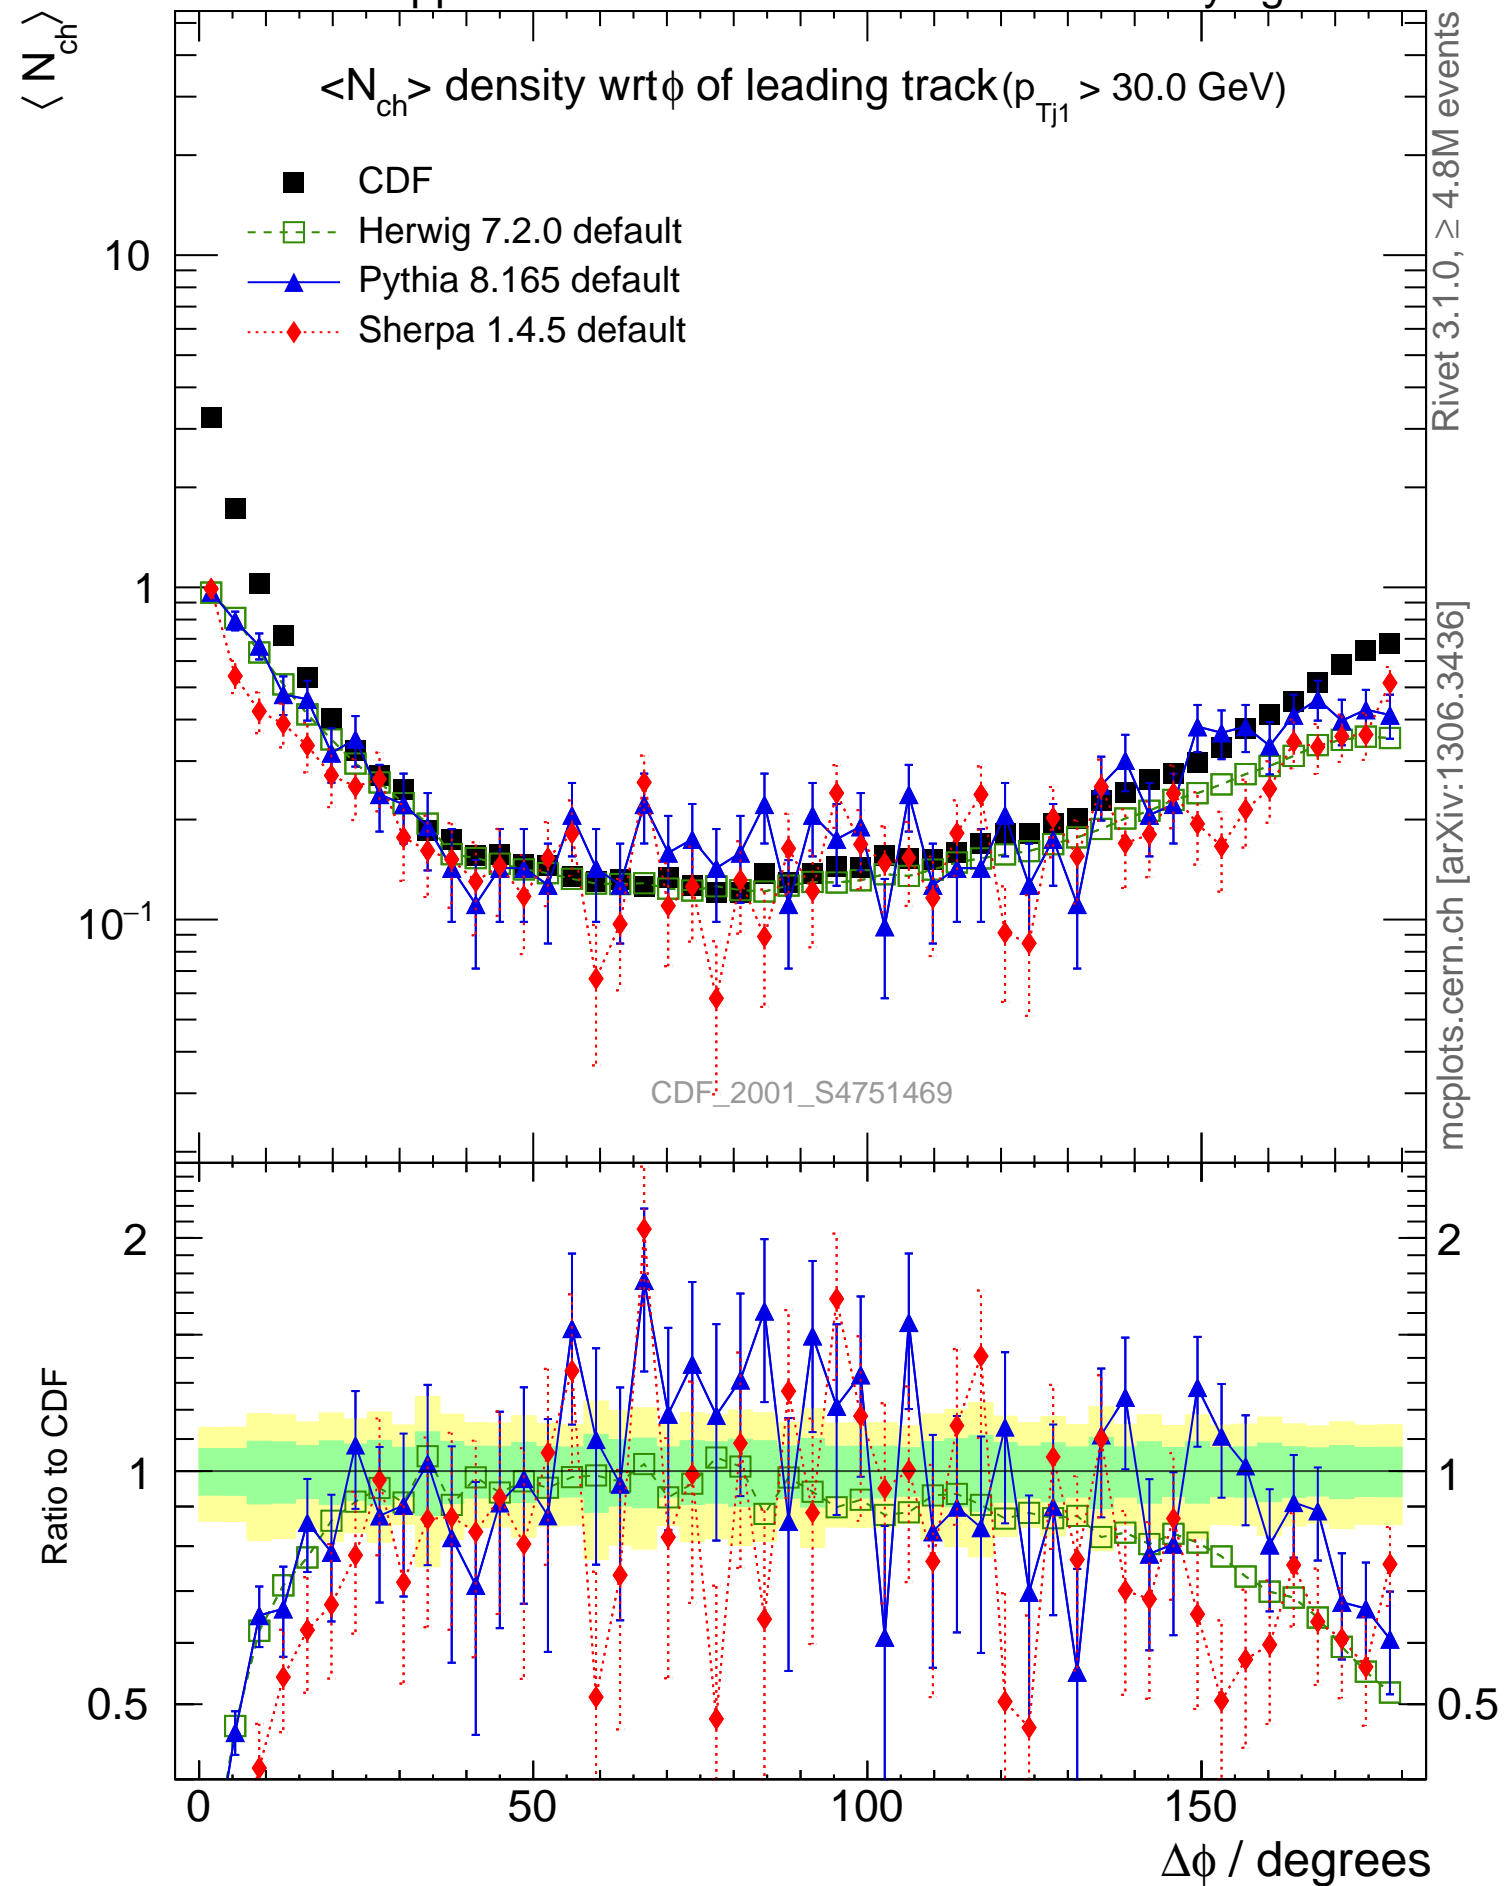 ⟨ N_ch ⟩
<N_ch> density wrt ϕ of leading track (p_Tj1 > 30.0 GeV)
CDF
Herwig 7.2.0 default
Pythia 8.165 default
Sherpa 1.4.5 default
10
1
10⁻¹
CDF_2001_S4751469
Rivet 3.1.0, ≥ 4.8M events
mcplots.cern.ch [arXiv:1306.3436]
Ratio to CDF
2
1
0.5
2
1
0.5
0 50 100 150
Δϕ / degrees